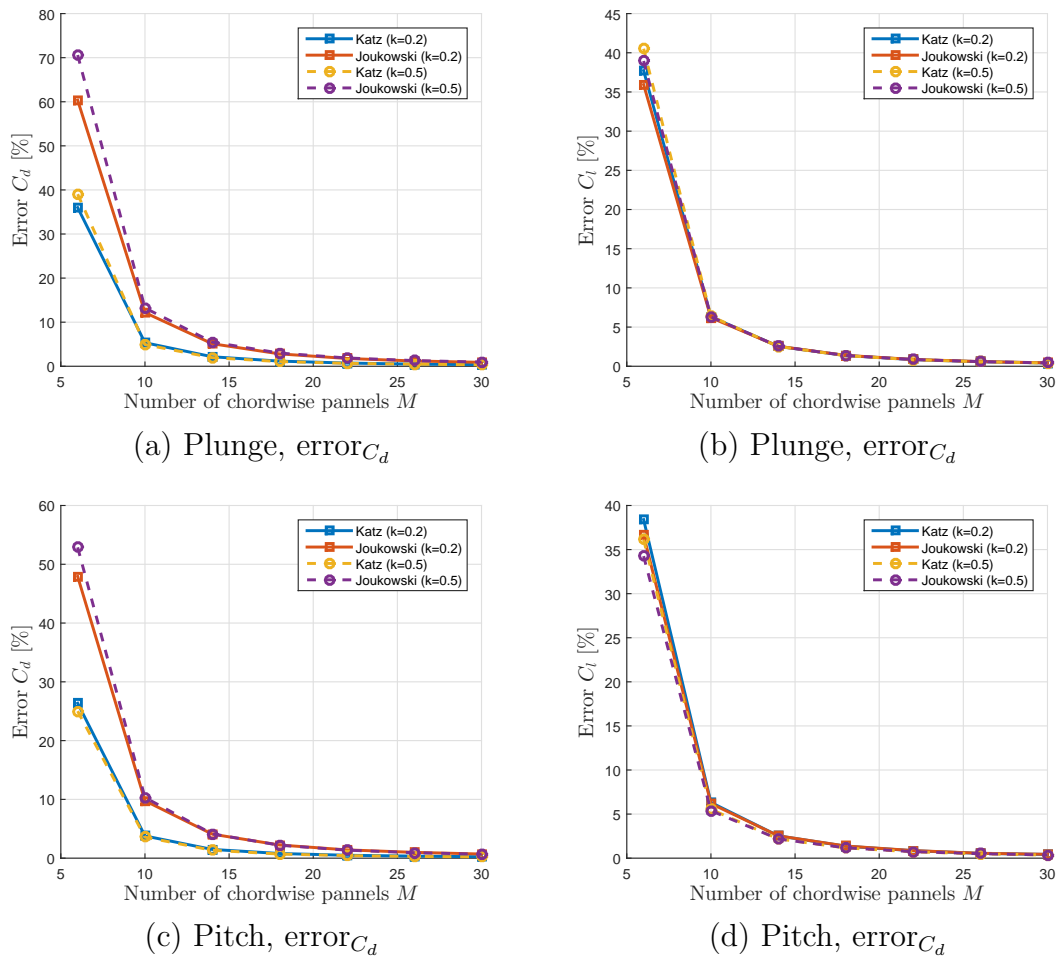 80
70
60
50
40
30
20
10
0
5 10 15 20 25 30
Error C_d [%]
Number of chordwise pannels M
Katz (k=0.2)
Joukowski (k=0.2)
Katz (k=0.5)
Joukowski (k=0.5)
(a) Plunge, error_{C_d}
45
40
35
30
25
20
15
10
5
0
5 10 15 20 25 30
Error C_l [%]
Number of chordwise pannels M
Katz (k=0.2)
Joukowski (k=0.2)
Katz (k=0.5)
Joukowski (k=0.5)
(b) Plunge, error_{C_d}
60
50
40
30
20
10
0
5 10 15 20 25 30
Error C_d [%]
Number of chordwise pannels M
Katz (k=0.2)
Joukowski (k=0.2)
Katz (k=0.5)
Joukowski (k=0.5)
(c) Pitch, error_{C_d}
40
35
30
25
20
15
10
5
0
5 10 15 20 25 30
Error C_l [%]
Number of chordwise pannels M
Katz (k=0.2)
Joukowski (k=0.2)
Katz (k=0.5)
Joukowski (k=0.5)
(d) Pitch, error_{C_d}